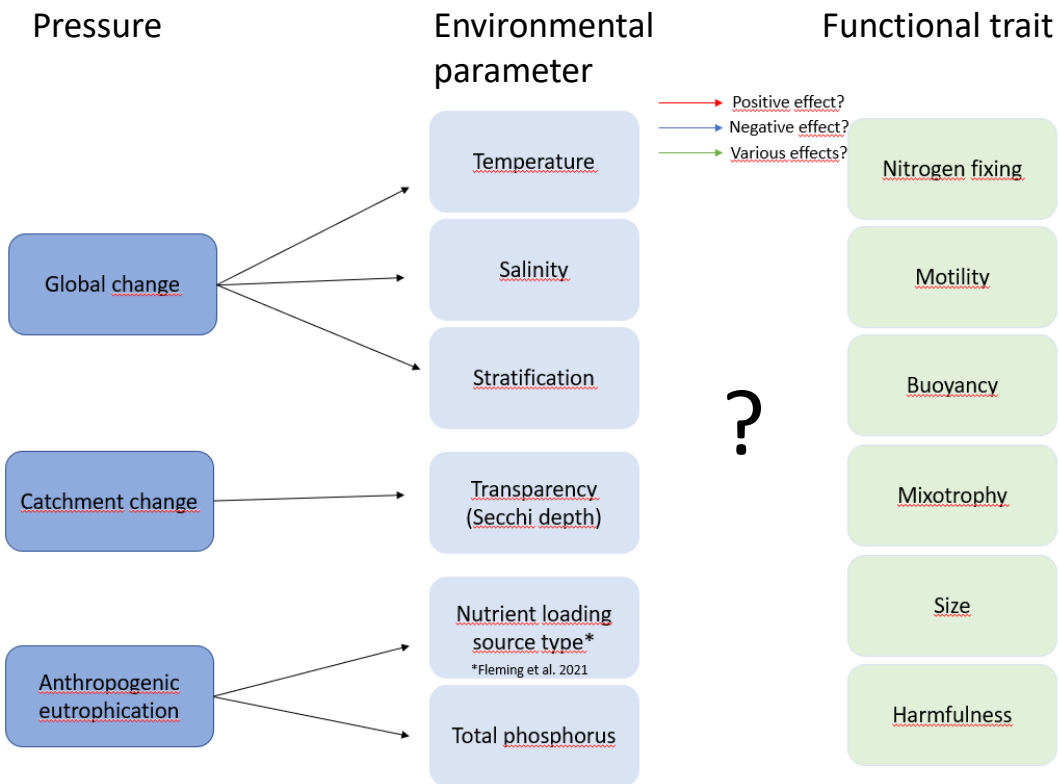 Pressure
Environmental
parameter
Functional trait
Positive effect?
Negative effect?
Various effects?
Global change
Catchment change
Anthropogenic
eutrophication
Temperature
Salinity
Stratification
Transparency
(Secchi depth)
Nutrient loading
source type*
*Fleming et al. 2021
Total phosphorus
?
Nitrogen fixing
Motility
Buoyancy
Mixotrophy
Size
Harmfulness